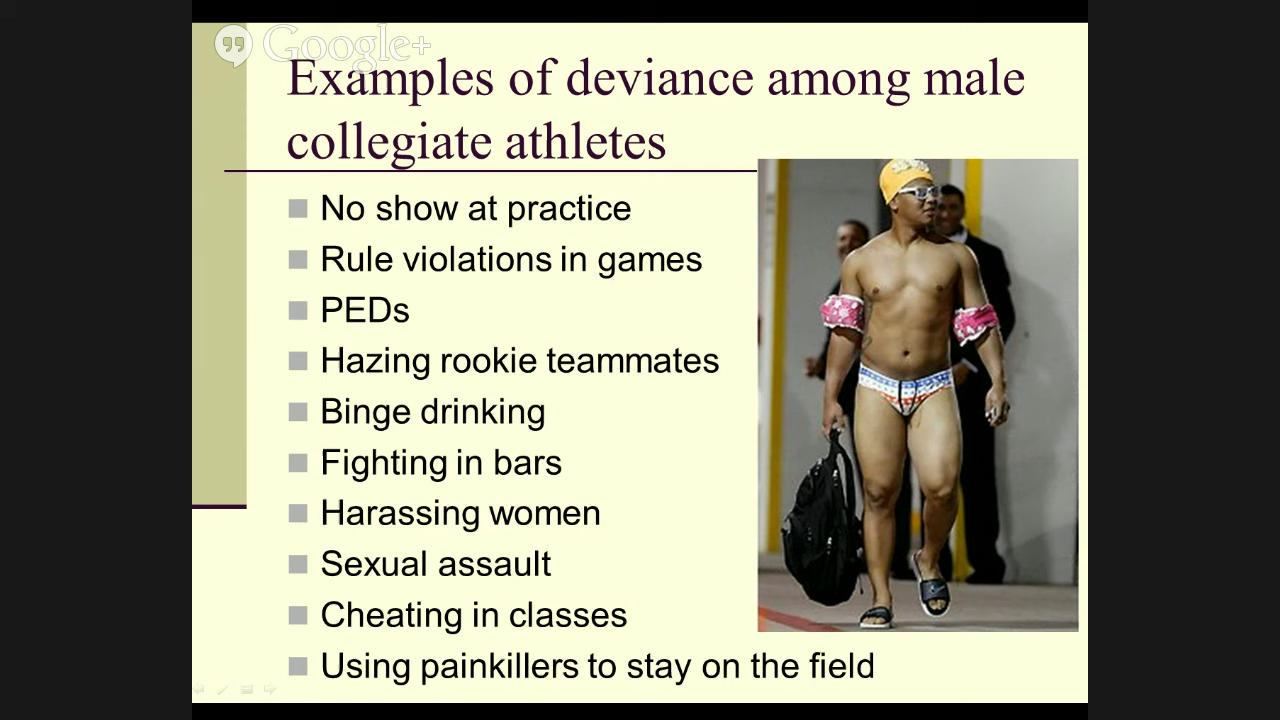 Google+
Examples of deviance among male
collegiate athletes
No show at practice
Rule violations in games
PEDs
Hazing rookie teammates
Binge drinking
Fighting in bars
Harassing women
Sexual assault
Cheating in classes
Using painkillers to stay on the field